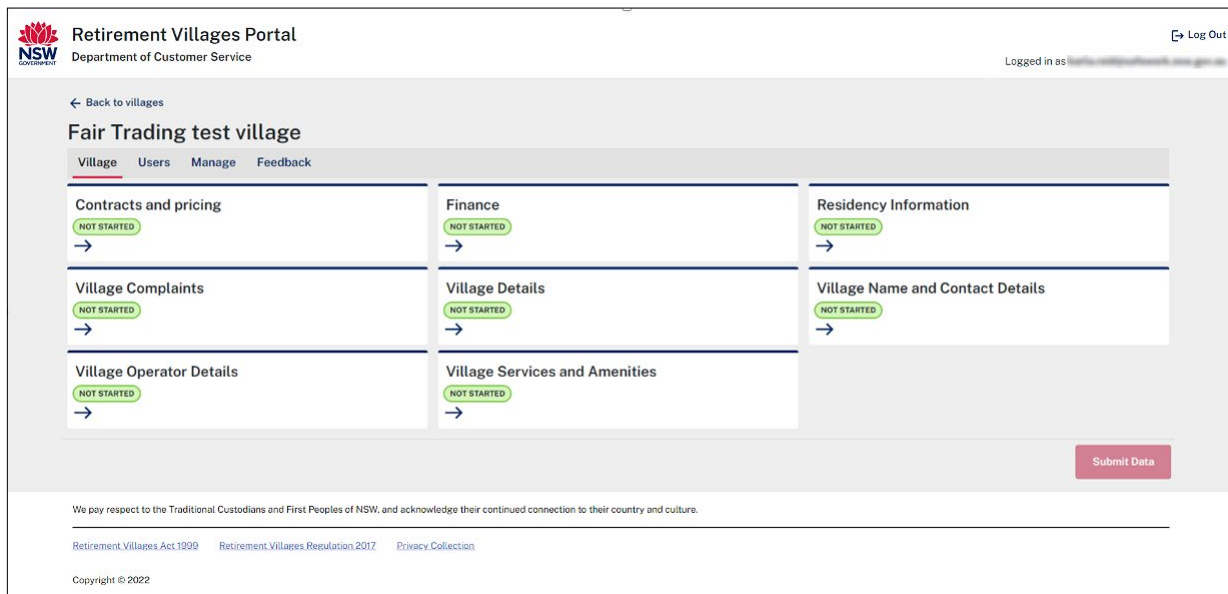 Retirement Villages Portal
Department of Customer Service
NSW
GOVERNMENT
Log Out
Logged in as
Back to villages
Fair Trading test village
Village Users Manage Feedback
Contracts and pricing
NOT STARTED
Finance
NOT STARTED
Residency Information
NOT STARTED
Village Complaints
NOT STARTED
Village Details
NOT STARTED
Village Name and Contact Details
NOT STARTED
Village Operator Details
NOT STARTED
Village Services and Amenities
NOT STARTED
Submit Data
We pay respect to the Traditional Custodians and First Peoples of NSW, and acknowledge their continued connection to their country and culture.
Retirement Villages Act 1999 Retirement Villages Regulation 2017 Privacy Collection
Copyright © 2022